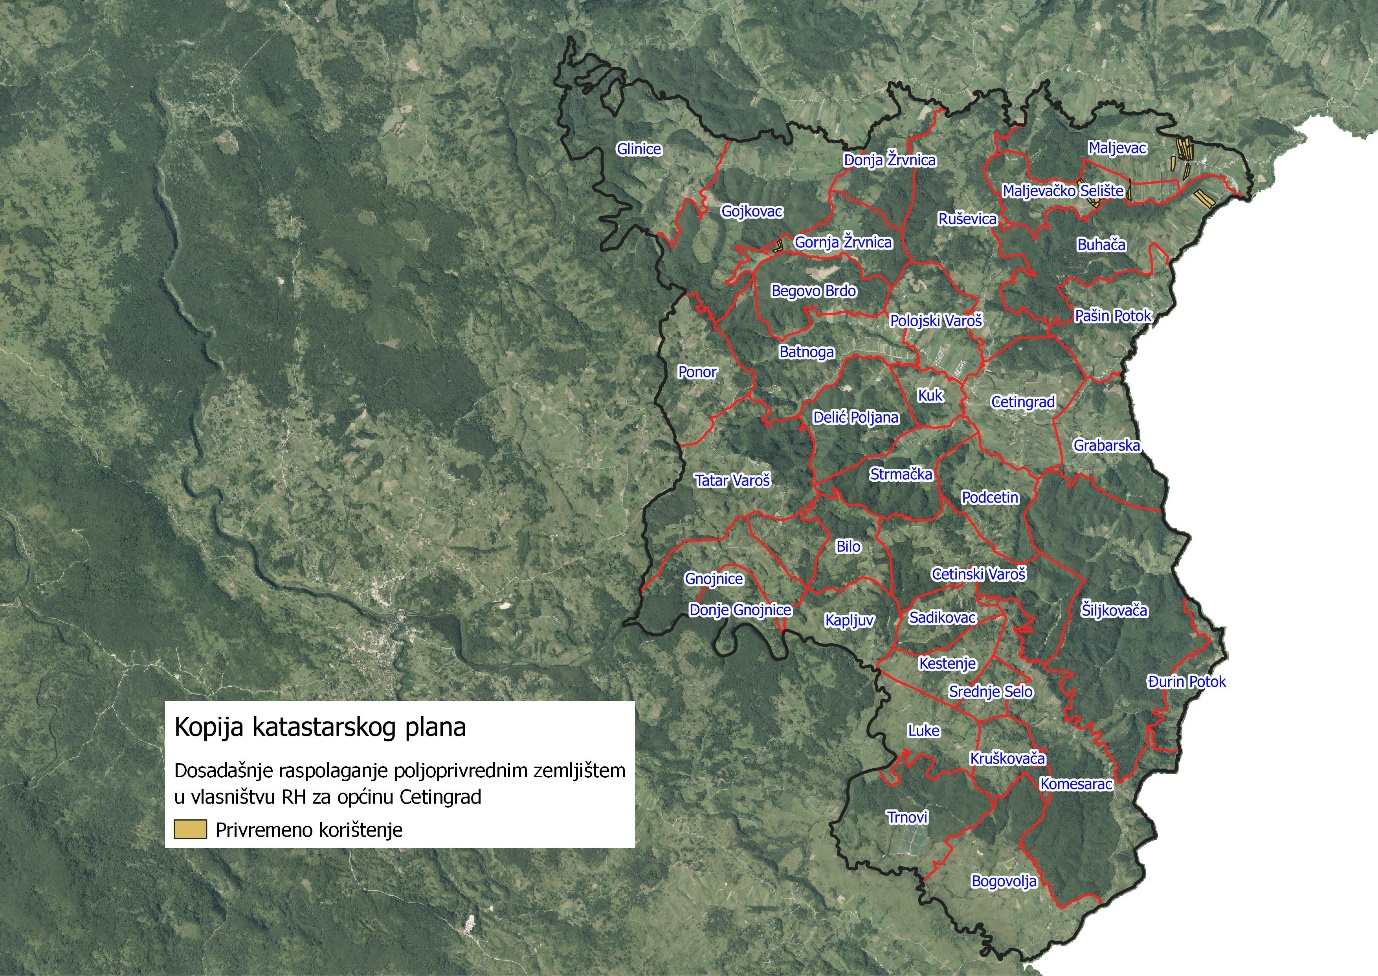 Glinice
Donja Žrvnica
Maljevac
Maljevačko Selište
Gojkovac
Ruševica
Gornja Žrvnica
Buhača
Begovo Brdo
Pašin Potok
Polojski Varoš
Batnoga
Ponor
Kuk
Cetingrad
Delić Poljana
Grabarska
Strmačka
Tatar Varoš
Podcetin
Bilo
Cetinski Varoš
Gnojnice
Donje Gnojnice
Šiljkovača
Kapljuv
Sadikovac
Kestenje
Đurin Potok
Srednje Selo
Luke
Kruškovača
Komesarac
Trnovi
Bogovolja
Kopija katastarskog plana
Dosadašnje raspolaganje poljoprivrednim zemljištem
u vlasništvu RH za općinu Cetingrad
Privremeno korištenje